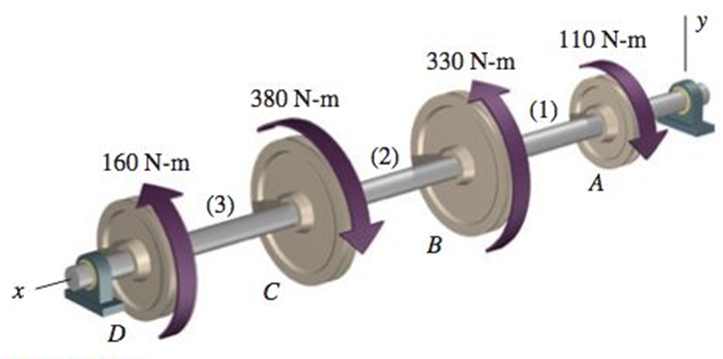 y
110 N-m
330 N-m
(1)
380 N-m
(2)
A
160 N-m
(3)
B
x
C
D